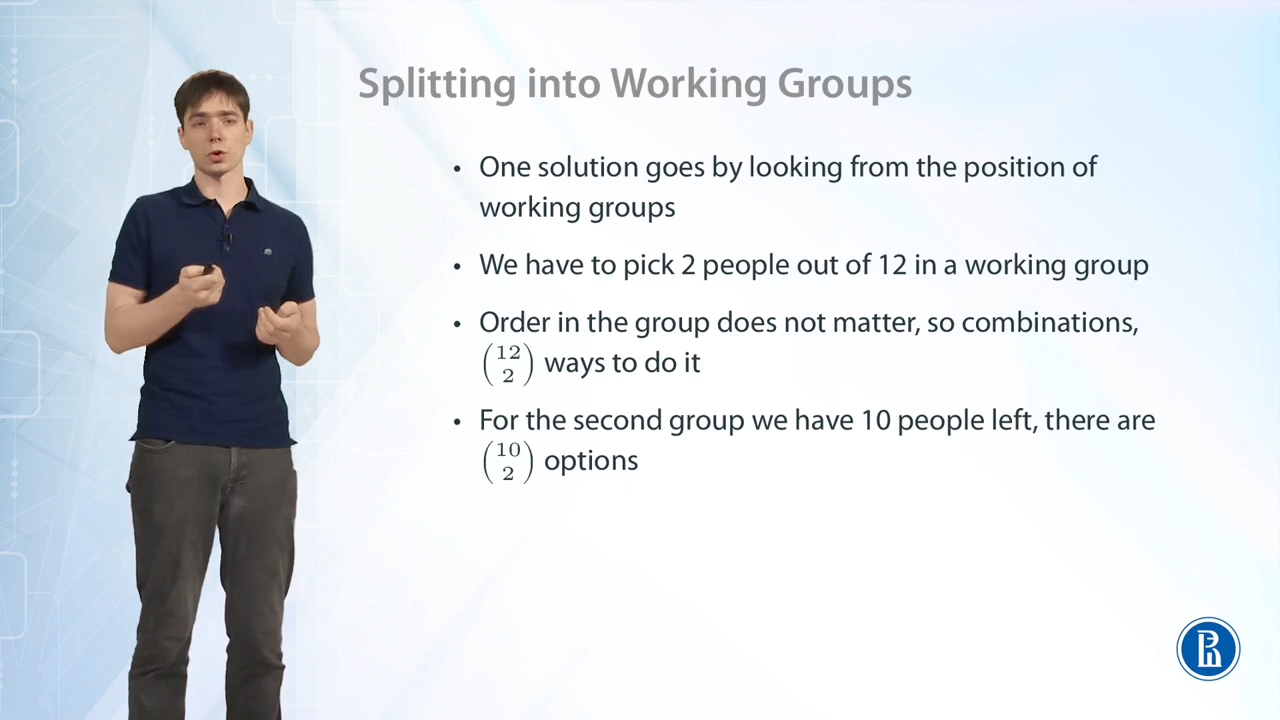 Splitting into Working Groups
• One solution goes by looking from the position of
working groups
• We have to pick 2 people out of 12 in a working group
• Order in the group does not matter, so combinations,
(12 2) ways to do it
• For the second group we have 10 people left, there are
(10 2) options